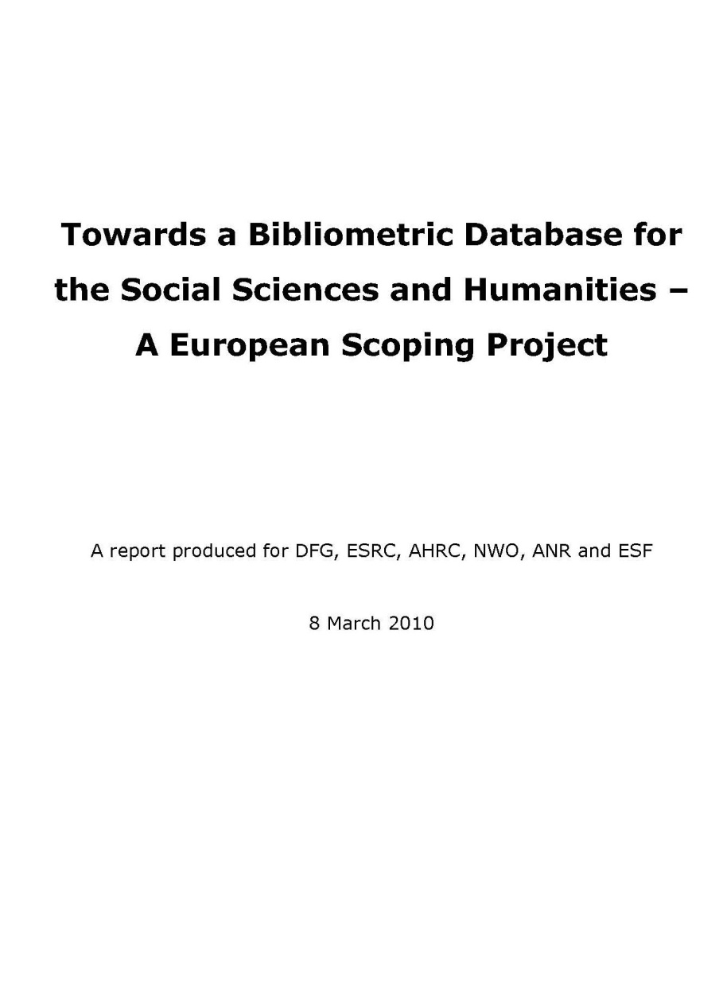 Towards a Bibliometric Database for
the Social Sciences and Humanities –
A European Scoping Project
A report produced for DFG, ESRC, AHRC, NWO, ANR and ESF
8 March 2010